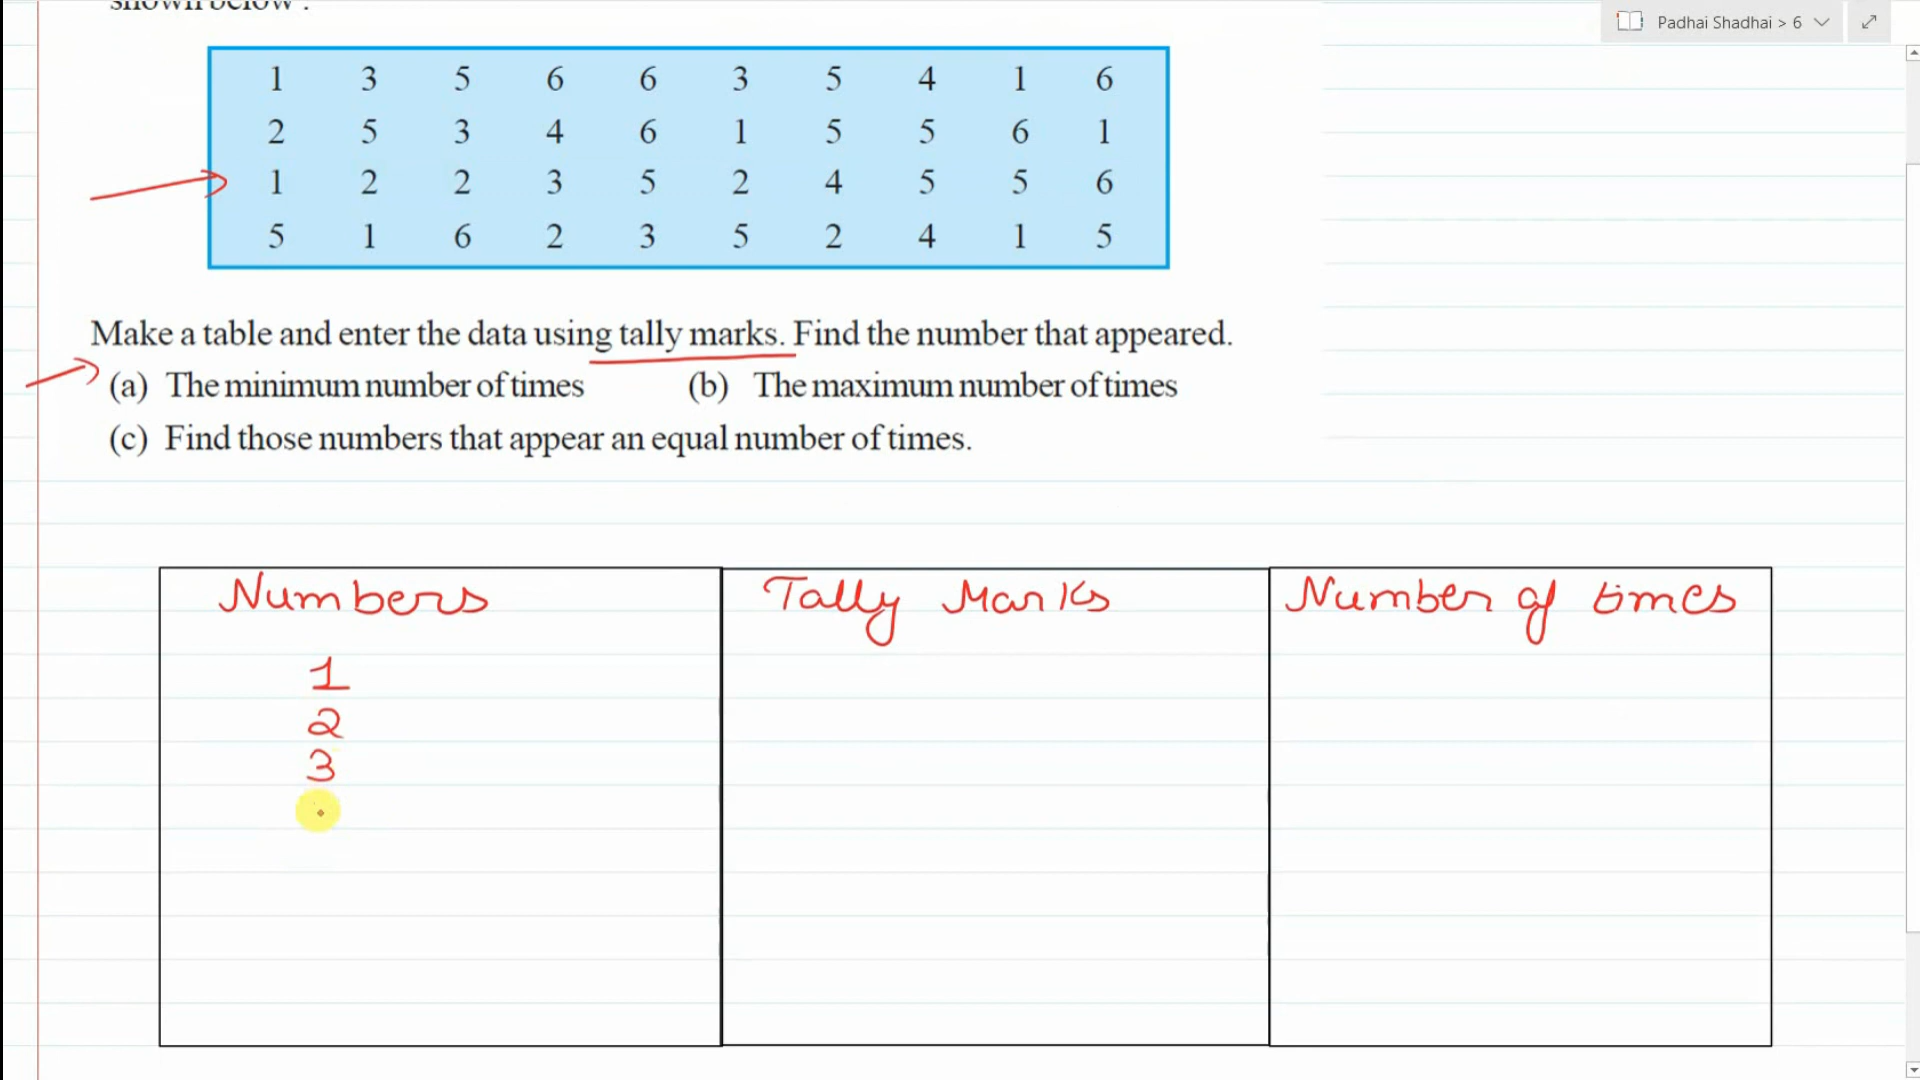 shown below :
Padhai Shadhai > 6
1 3 5 6 6 3 5 4 1 6
2 5 3 4 6 1 5 5 6 1
1 2 2 3 5 2 4 5 5 6
5 1 6 2 3 5 2 4 1 5
Make a table and enter the data using tally marks. Find the number that appeared.
(a) The minimum number of times (b) The maximum number of times
(c) Find those numbers that appear an equal number of times.
Numbers Tally Marks Number of times
1
2
3